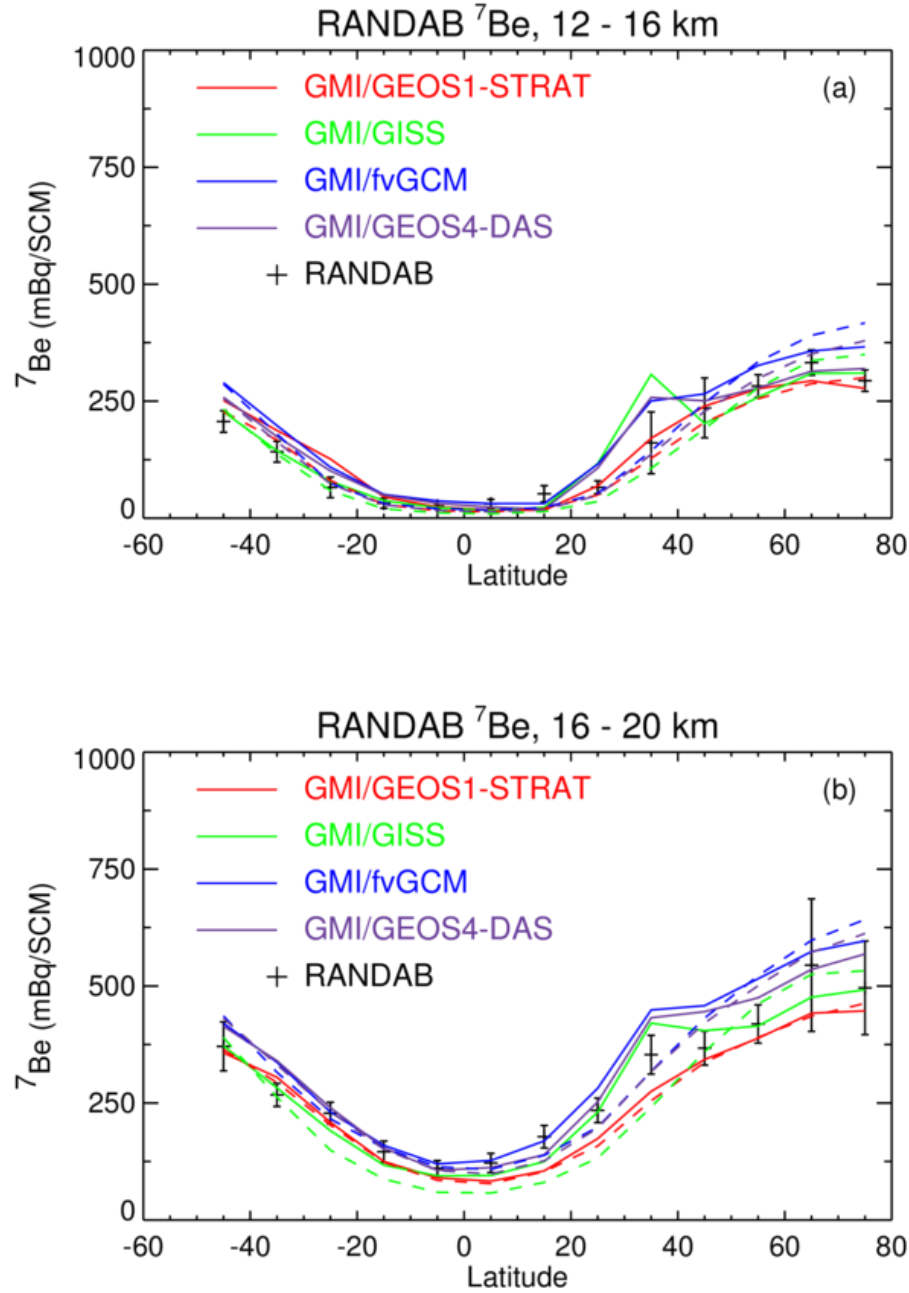 RANDAB ⁷Be, 12 - 16 km
1000
750
500
250
0
⁷Be (mBq/SCM)
GMI/GEOS1-STRAT
(a)
GMI/GISS
GMI/fvGCM
GMI/GEOS4-DAS
RANDAB
-60 -40 -20 0 20 40 60 80
Latitude
RANDAB ⁷Be, 16 - 20 km
1000
750
500
250
0
⁷Be (mBq/SCM)
GMI/GEOS1-STRAT
(b)
GMI/GISS
GMI/fvGCM
GMI/GEOS4-DAS
RANDAB
-60 -40 -20 0 20 40 60 80
Latitude